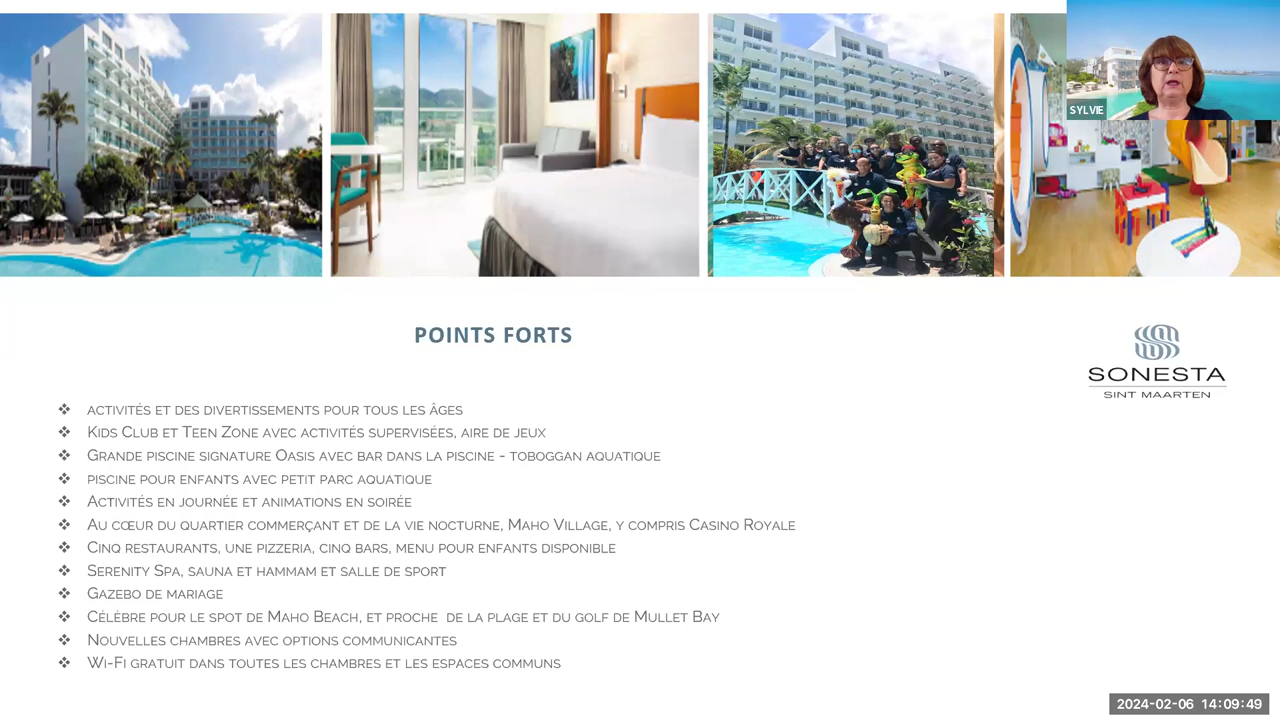 SYLVIE
POINTS FORTS
SONESTA
SINT MAARTEN
❖ ACTIVITÉS ET DES DIVERTISSEMENTS POUR TOUS LES ÂGES
❖ KIDS CLUB ET TEEN ZONE AVEC ACTIVITÉS SUPERVISÉES, AIRE DE JEUX
❖ GRANDE PISCINE SIGNATURE OASIS AVEC BAR DANS LA PISCINE - TOBOGGAN AQUATIQUE
❖ PISCINE POUR ENFANTS AVEC PETIT PARC AQUATIQUE
❖ ACTIVITÉS EN JOURNÉE ET ANIMATIONS EN SOIRÉE
❖ AU CŒUR DU QUARTIER COMMERÇANT ET DE LA VIE NOCTURNE, MAHO VILLAGE, Y COMPRIS CASINO ROYALE
❖ CINQ RESTAURANTS, UNE PIZZERIA, CINQ BARS, MENU POUR ENFANTS DISPONIBLE
❖ SERENITY SPA, SAUNA ET HAMMAM ET SALLE DE SPORT
❖ GAZEBO DE MARIAGE
❖ CÉLÈBRE POUR LE SPOT DE MAHO BEACH, ET PROCHE DE LA PLAGE ET DU GOLF DE MULLET BAY
❖ NOUVELLES CHAMBRES AVEC OPTIONS COMMUNICANTES
❖ WI-FI GRATUIT DANS TOUTES LES CHAMBRES ET LES ESPACES COMMUNS
2024-02-06 14:09:49